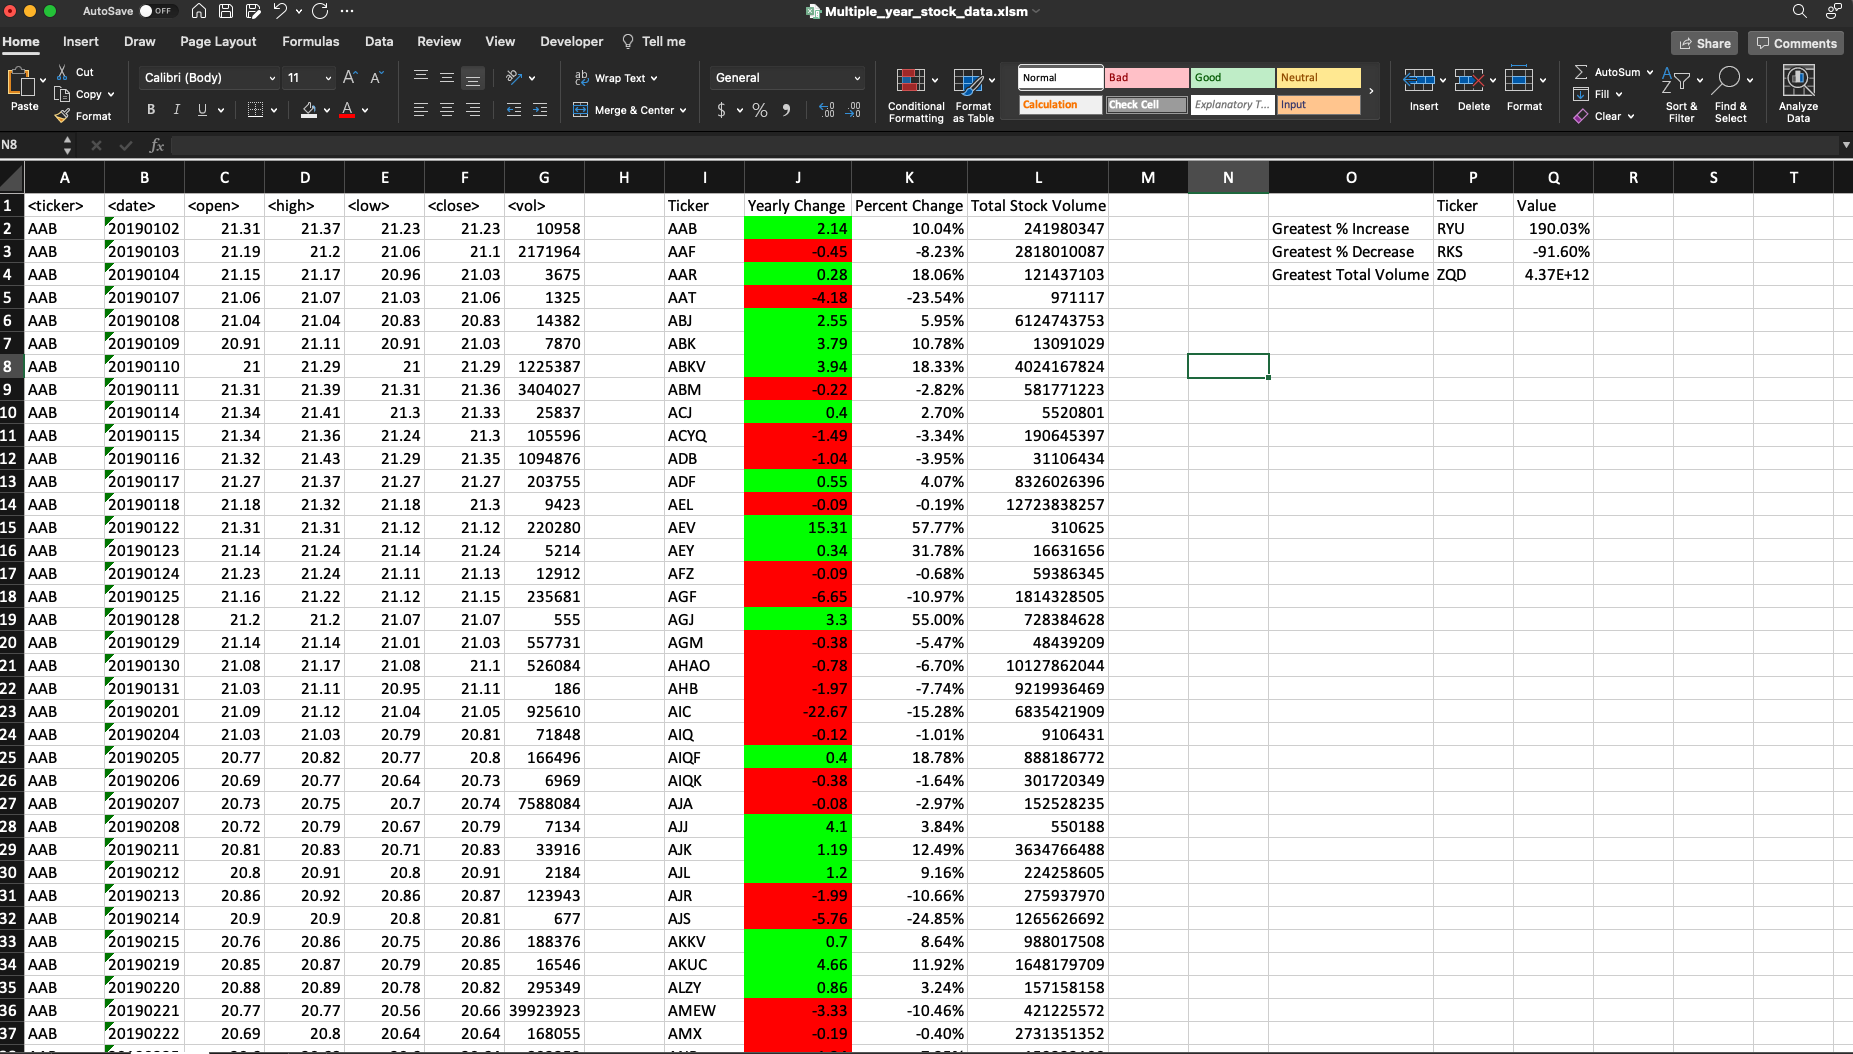 AutoSave OFF Multiple_year_stock_data.xlsm
Home Insert Draw Page Layout Formulas Data Review View Developer Tell me Share Comments
Paste Cut Copy Format
Calibri (Body) 11 A A
B I U A
Wrap Text
Merge & Center
General
$ %
Conditional Formatting Format as Table
Normal Bad Good Neutral
Calculation Check Cell Explanatory T... Input
Insert Delete Format
AutoSum Fill Clear
Sort & Filter Find & Select Analyze Data
N8 fx
A B C D E F G H I J K L M N O P Q R S T
1 <ticker> <date> <open> <high> <low> <close> <vol> Ticker Yearly Change Percent Change Total Stock Volume Ticker Value
2 AAB 20190102 21.31 21.37 21.23 21.23 10958 AAB 2.14 10.04% 241980347 Greatest % Increase RYU 190.03%
3 AAB 20190103 21.19 21.2 21.06 21.1 2171964 AAF -0.45 -8.23% 2818010087 Greatest % Decrease RKS -91.60%
4 AAB 20190104 21.15 21.17 20.96 21.03 3675 AAR 0.28 18.06% 121437103 Greatest Total Volume ZQD 4.37E+12
5 AAB 20190107 21.06 21.07 21.03 21.06 1325 AAT -4.18 -23.54% 971117
6 AAB 20190108 21.04 21.04 20.83 20.83 14382 ABJ 2.55 5.95% 6124743753
7 AAB 20190109 20.91 21.11 20.91 21.03 7870 ABK 3.79 10.78% 13091029
8 AAB 20190110 21 21.29 21 21.29 1225387 ABKV 3.94 18.33% 4024167824
9 AAB 20190111 21.31 21.39 21.31 21.36 3404027 ABM -0.22 -2.82% 581771223
10 AAB 20190114 21.34 21.41 21.3 21.33 25837 ACJ 0.4 2.70% 5520801
11 AAB 20190115 21.34 21.36 21.24 21.3 105596 ACYQ -1.49 -3.34% 190645397
12 AAB 20190116 21.32 21.43 21.29 21.35 1094876 ADB -1.04 -3.95% 31106434
13 AAB 20190117 21.27 21.37 21.27 21.27 203755 ADF 0.55 4.07% 8326026396
14 AAB 20190118 21.18 21.32 21.18 21.3 9423 AEL -0.09 -0.19% 12723838257
15 AAB 20190122 21.31 21.31 21.12 21.12 220280 AEV 15.31 57.77% 310625
16 AAB 20190123 21.14 21.24 21.14 21.24 5214 AEY 0.34 31.78% 16631656
17 AAB 20190124 21.23 21.24 21.11 21.13 12912 AFZ -0.09 -0.68% 59386345
18 AAB 20190125 21.16 21.22 21.12 21.15 235681 AGF -6.65 -10.97% 1814328505
19 AAB 20190128 21.2 21.2 21.07 21.07 555 AGJ 3.3 55.00% 728384628
20 AAB 20190129 21.14 21.14 21.01 21.03 557731 AGM -0.38 -5.47% 48439209
21 AAB 20190130 21.08 21.17 21.08 21.1 526084 AHAO -0.78 -6.70% 10127862044
22 AAB 20190131 21.03 21.11 20.95 21.11 186 AHB -1.97 -7.74% 9219936469
23 AAB 20190201 21.09 21.12 21.04 21.05 925610 AIC -22.67 -15.28% 6835421909
24 AAB 20190204 21.03 21.03 20.79 20.81 71848 AIQ -0.12 -1.01% 9106431
25 AAB 20190205 20.77 20.82 20.77 20.8 166496 AIQF 0.4 18.78% 888186772
26 AAB 20190206 20.69 20.77 20.64 20.73 6969 AIQK -0.38 -1.64% 301720349
27 AAB 20190207 20.73 20.75 20.7 20.74 7588084 AJA -0.08 -2.97% 152528235
28 AAB 20190208 20.72 20.79 20.67 20.79 7134 AJJ 4.1 3.84% 550188
29 AAB 20190211 20.81 20.83 20.71 20.83 33916 AJK 1.19 12.49% 3634766488
30 AAB 20190212 20.8 20.91 20.8 20.91 2184 AJL 1.2 9.16% 224258605
31 AAB 20190213 20.86 20.92 20.86 20.87 123943 AJR -1.99 -10.66% 275937970
32 AAB 20190214 20.9 20.9 20.8 20.81 677 AJS -5.76 -24.85% 1265626692
33 AAB 20190215 20.76 20.86 20.75 20.86 188376 AKKV 0.7 8.64% 988017508
34 AAB 20190219 20.85 20.87 20.79 20.85 16546 AKUC 4.66 11.92% 1648179709
35 AAB 20190220 20.88 20.89 20.78 20.82 295349 ALZY 0.86 3.24% 157158158
36 AAB 20190221 20.77 20.77 20.56 20.66 39923923 AMEW -3.33 -10.46% 421225572
37 AAB 20190222 20.69 20.8 20.64 20.64 168055 AMX -0.19 -0.40% 2731351352